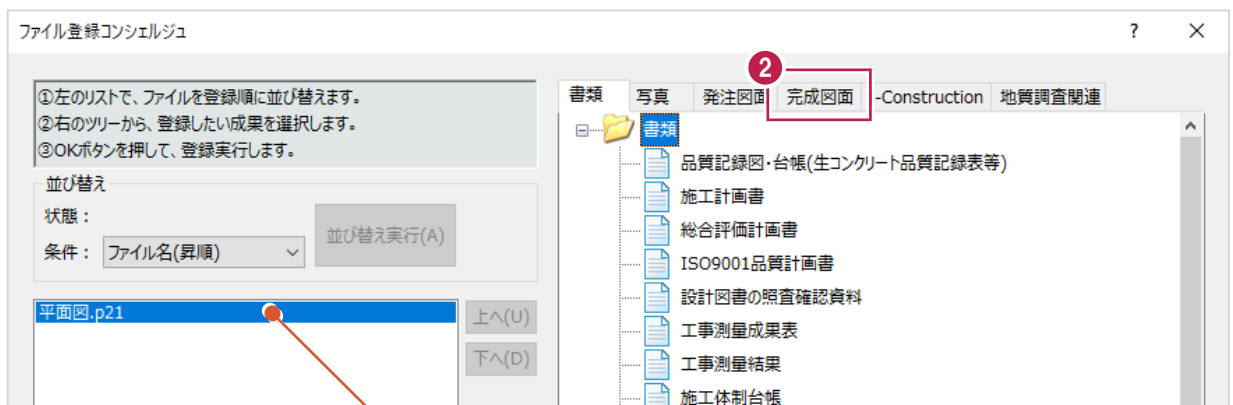 ファイル登録コンシェルジュ
? ×
①左のリストで、ファイルを登録順に並び替えます。
②右のツリーから、登録したい成果を選択します。
③OKボタンを押して、登録実行します。
並び替え
状態：
条件： ファイル名(昇順)
並び替え実行(A)
平面図.p21
上へ(U)
下へ(D)
2
書類 写真 発注図面 完成図面 -Construction 地質調査関連
書類
品質記録図・台帳(生コンクリート品質記録表等)
施工計画書
総合評価計画書
ISO9001品質計画書
設計図書の照査確認資料
工事測量成果表
工事測量結果
施工体制台帳